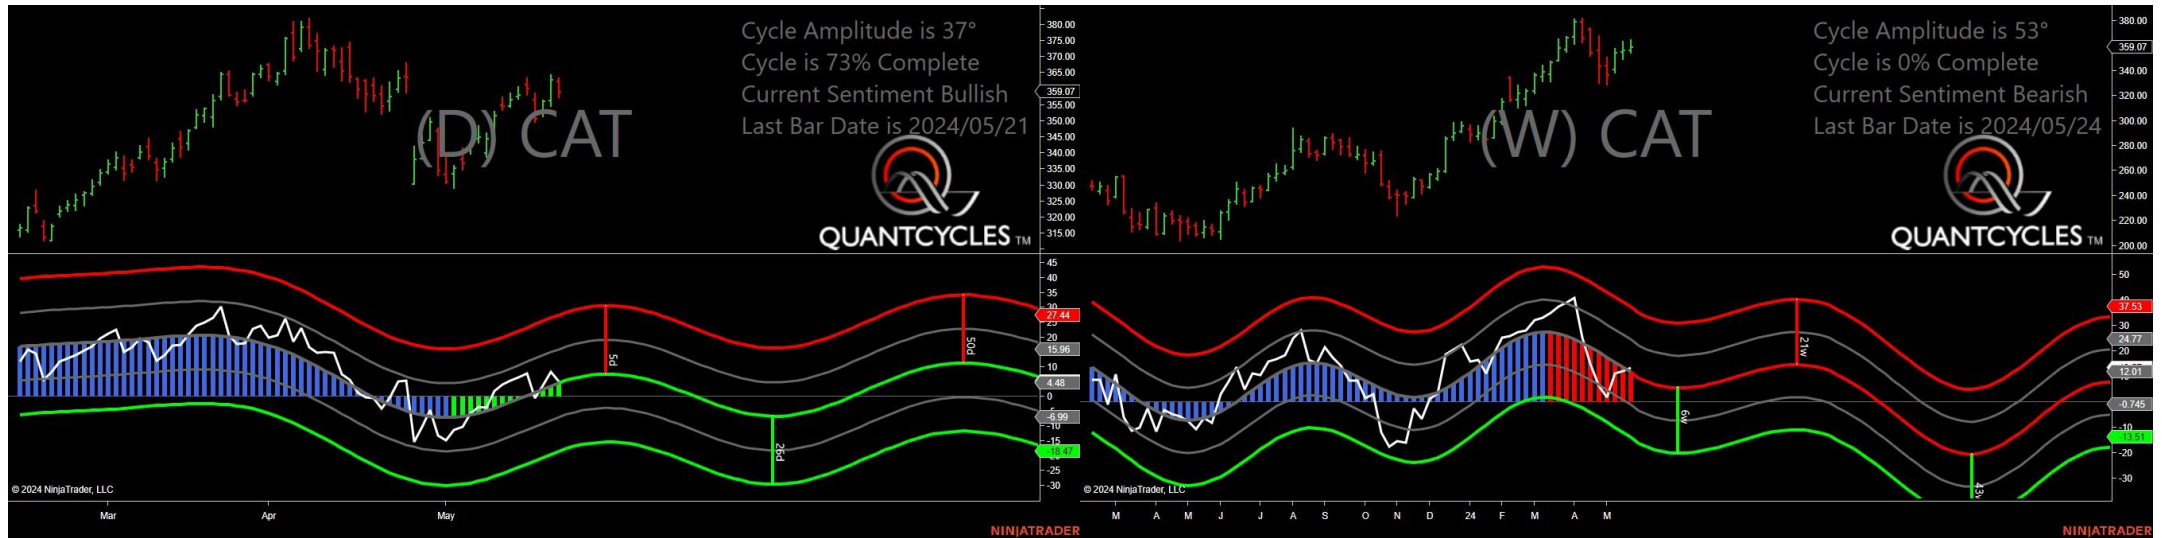 Cycle Amplitude is 37°
Cycle is 73% Complete
Current Sentiment Bullish
Last Bar Date is 2024/05/21
(D) CAT
QUANTCYCLES TM
380.00
375.00
370.00
365.00
359.07
355.00
350.00
345.00
340.00
335.00
330.00
325.00
320.00
315.00
45
40
35
30
27.44
25
15.96
10
4.48
0
-6.99
-10
-15
-18.47
-25
-30
5d
26d
50d
© 2024 NinjaTrader, LLC
Mar
Apr
May
NINJATRADER
Cycle Amplitude is 53°
Cycle is 0% Complete
Current Sentiment Bearish
Last Bar Date is 2024/05/24
(W) CAT
QUANTCYCLES TM
380.00
359.07
340.00
320.00
300.00
280.00
260.00
240.00
220.00
200.00
50
37.53
30
24.77
20
12.01
-0.745
-10
-13.51
-20
-30
6w
21w
© 2024 NinjaTrader, LLC
M A M J J A S O N D 24 F M A M
NINJATRADER